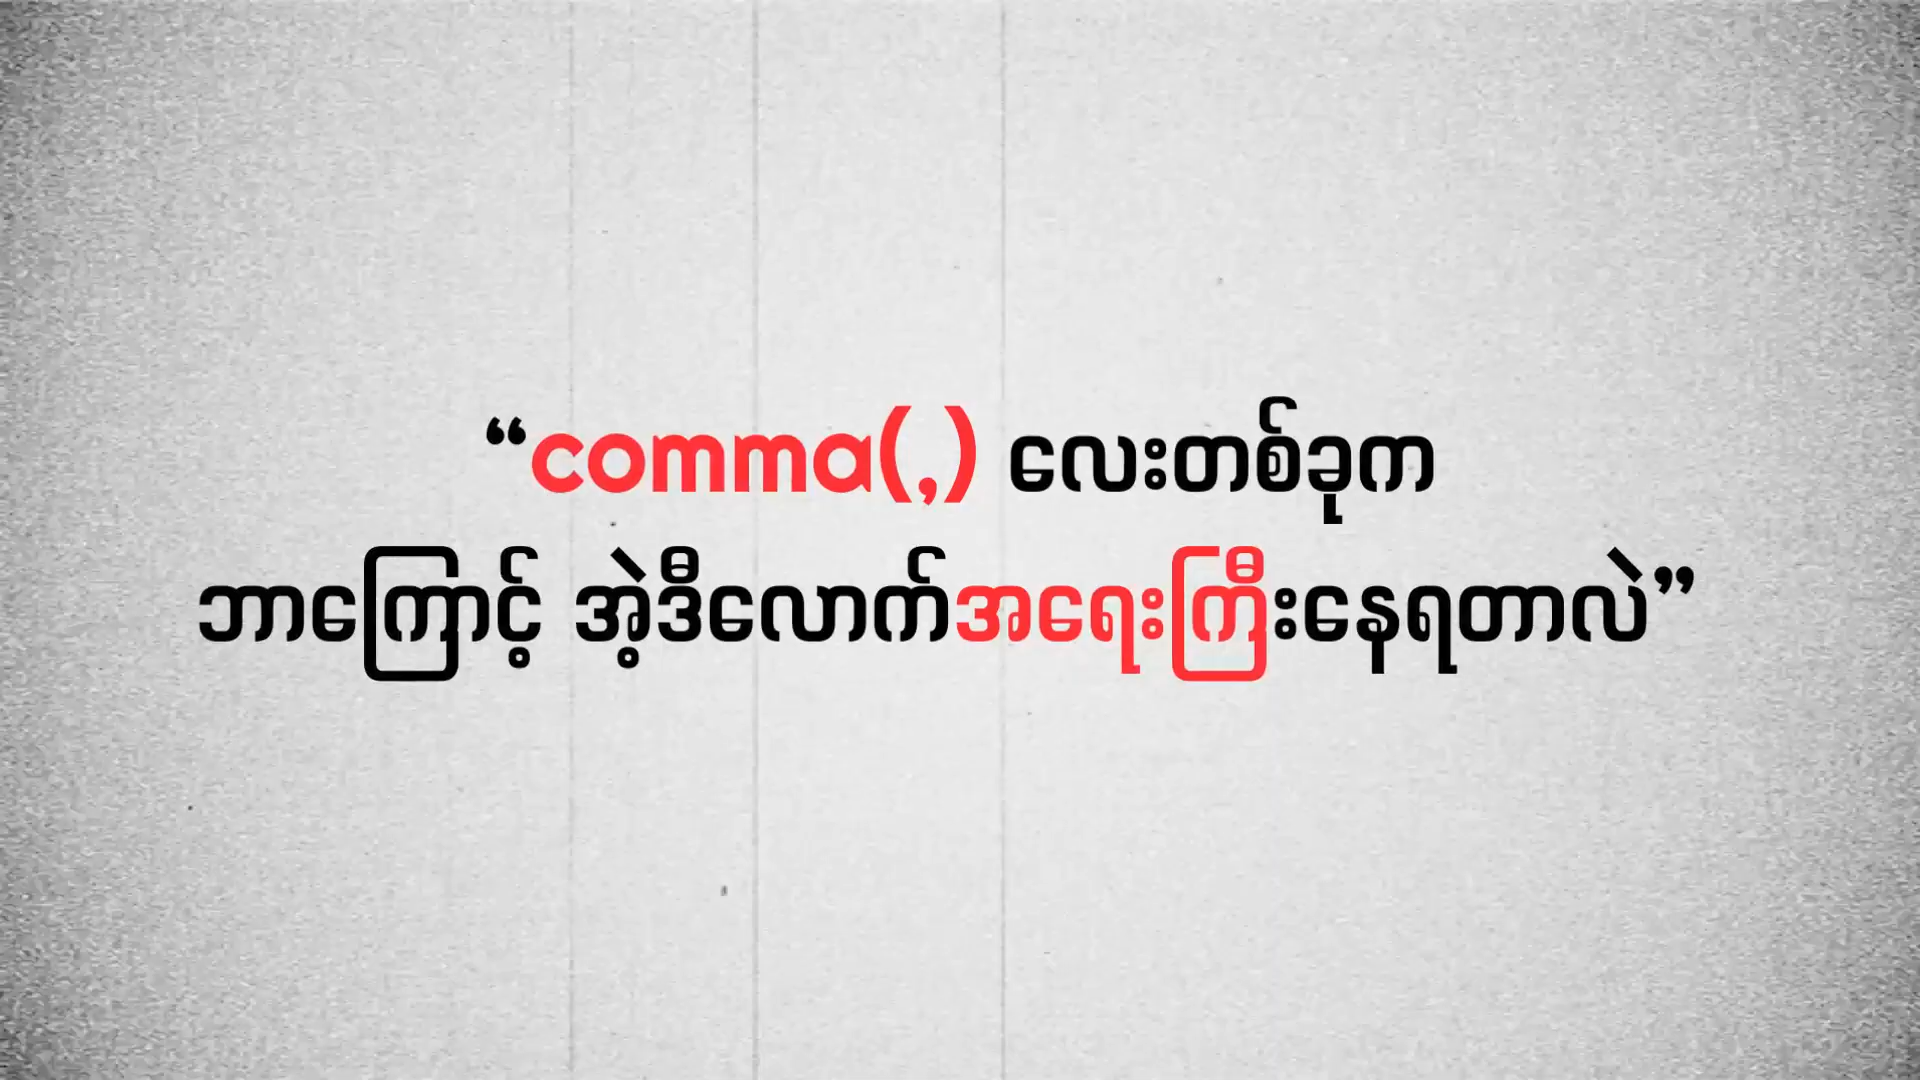 “comma(,) လေးတစ်ခုက
ဘာကြောင့် အဲ့ဒီလောက်အရေးကြီးနေရတာလဲ”